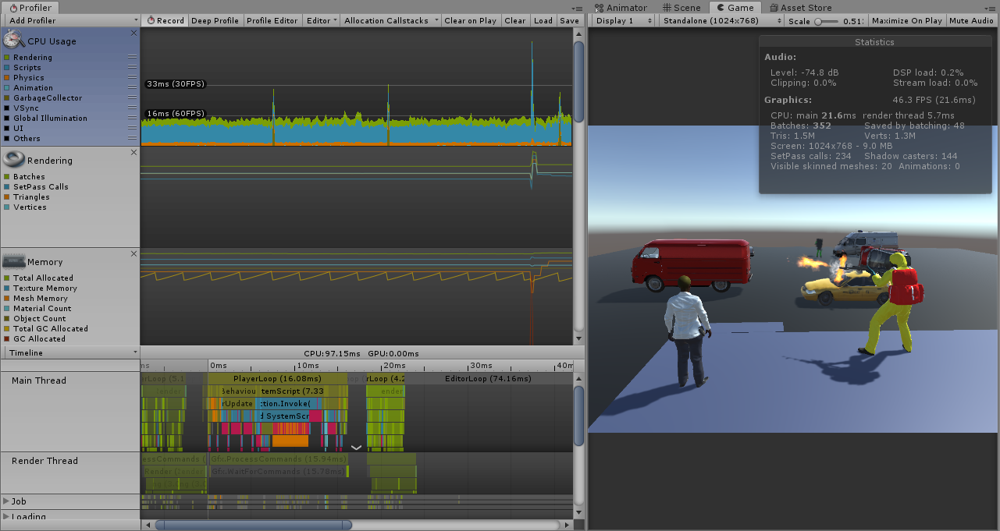 Profiler
Add Profiler
Record Deep Profile Profile Editor Editor Allocation Callstacks Clear on Play Clear Load Save
CPU Usage
Rendering
Scripts
Physics
Animation
GarbageCollector
VSync
Global Illumination
UI
Others
33ms (30FPS)
16ms (60FPS)
Rendering
Batches
SetPass Calls
Triangles
Vertices
Memory
Total Allocated
Texture Memory
Mesh Memory
Material Count
Object Count
Total GC Allocated
GC Allocated
Timeline
CPU:97.15ms GPU:0.00ms
ms 0ms 10ms 20ms 30ms 40m
Main Thread
erLoop (5.1 PlayerLoop (16.08ms) rLoop (4.2 EditorLoop (74.16ms)
render Behaviou temScript (7.33 ender
rUpdate :tion.Invoke(
d SystemScr
Render Thread
essCommands ( Gfx.ProcessCommands (15.94ms)
Gfx.WaitForCommands (15.78ms)
Job
Loading
Animator Scene Game Asset Store
Display 1 Standalone (1024x768) Scale 0.51: Maximize On Play Mute Audio
Statistics
Audio:
Level: -74.8 dB DSP load: 0.2%
Clipping: 0.0% Stream load: 0.0%
Graphics: 46.3 FPS (21.6ms)
CPU: main 21.6ms render thread 5.7ms
Batches: 352 Saved by batching: 48
Tris: 1.5M Verts: 1.3M
Screen: 1024x768 - 9.0 MB
SetPass calls: 234 Shadow casters: 144
Visible skinned meshes: 20 Animations: 0